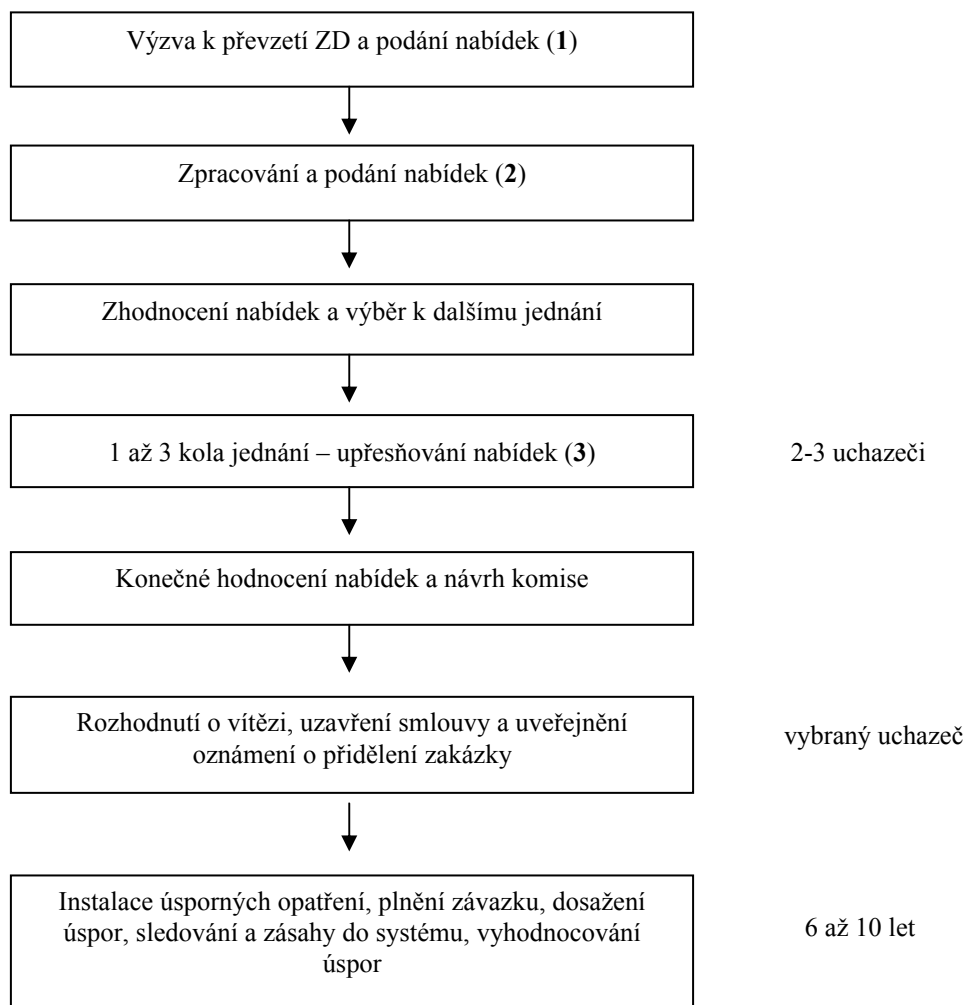 Výzva k převzetí ZD a podání nabídek (1)
Zpracování a podání nabídek (2)
Zhodnocení nabídek a výběr k dalšímu jednání
1 až 3 kola jednání – upřesňování nabídek (3)
2-3 uchazeči
Konečné hodnocení nabídek a návrh komise
Rozhodnutí o vítězi, uzavření smlouvy a uveřejnění
oznámení o přidělení zakázky
vybraný uchazeč
Instalace úsporných opatření, plnění závazku, dosažení
úspor, sledování a zásahy do systému, vyhodnocování
úspor
6 až 10 let